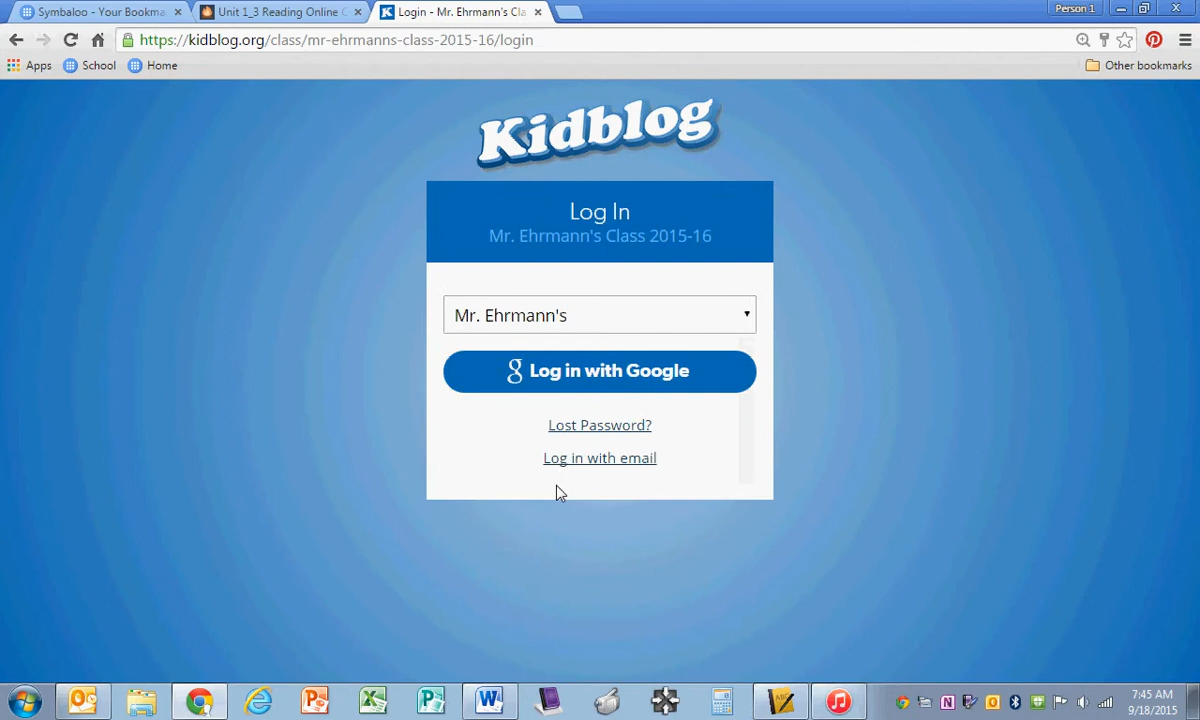 Symbaloo - Your Bookma
Unit 1_3 Reading Online C
Login - Mr. Ehrmann's Cla
Person 1
https://kidblog.org/class/mr-ehrmanns-class-2015-16/login
Apps
School
Home
Other bookmarks
Kidblog
Log In
Mr. Ehrmann's Class 2015-16
Mr. Ehrmann's
g Log in with Google
Lost Password?
Log in with email
7:45 AM
9/18/2015